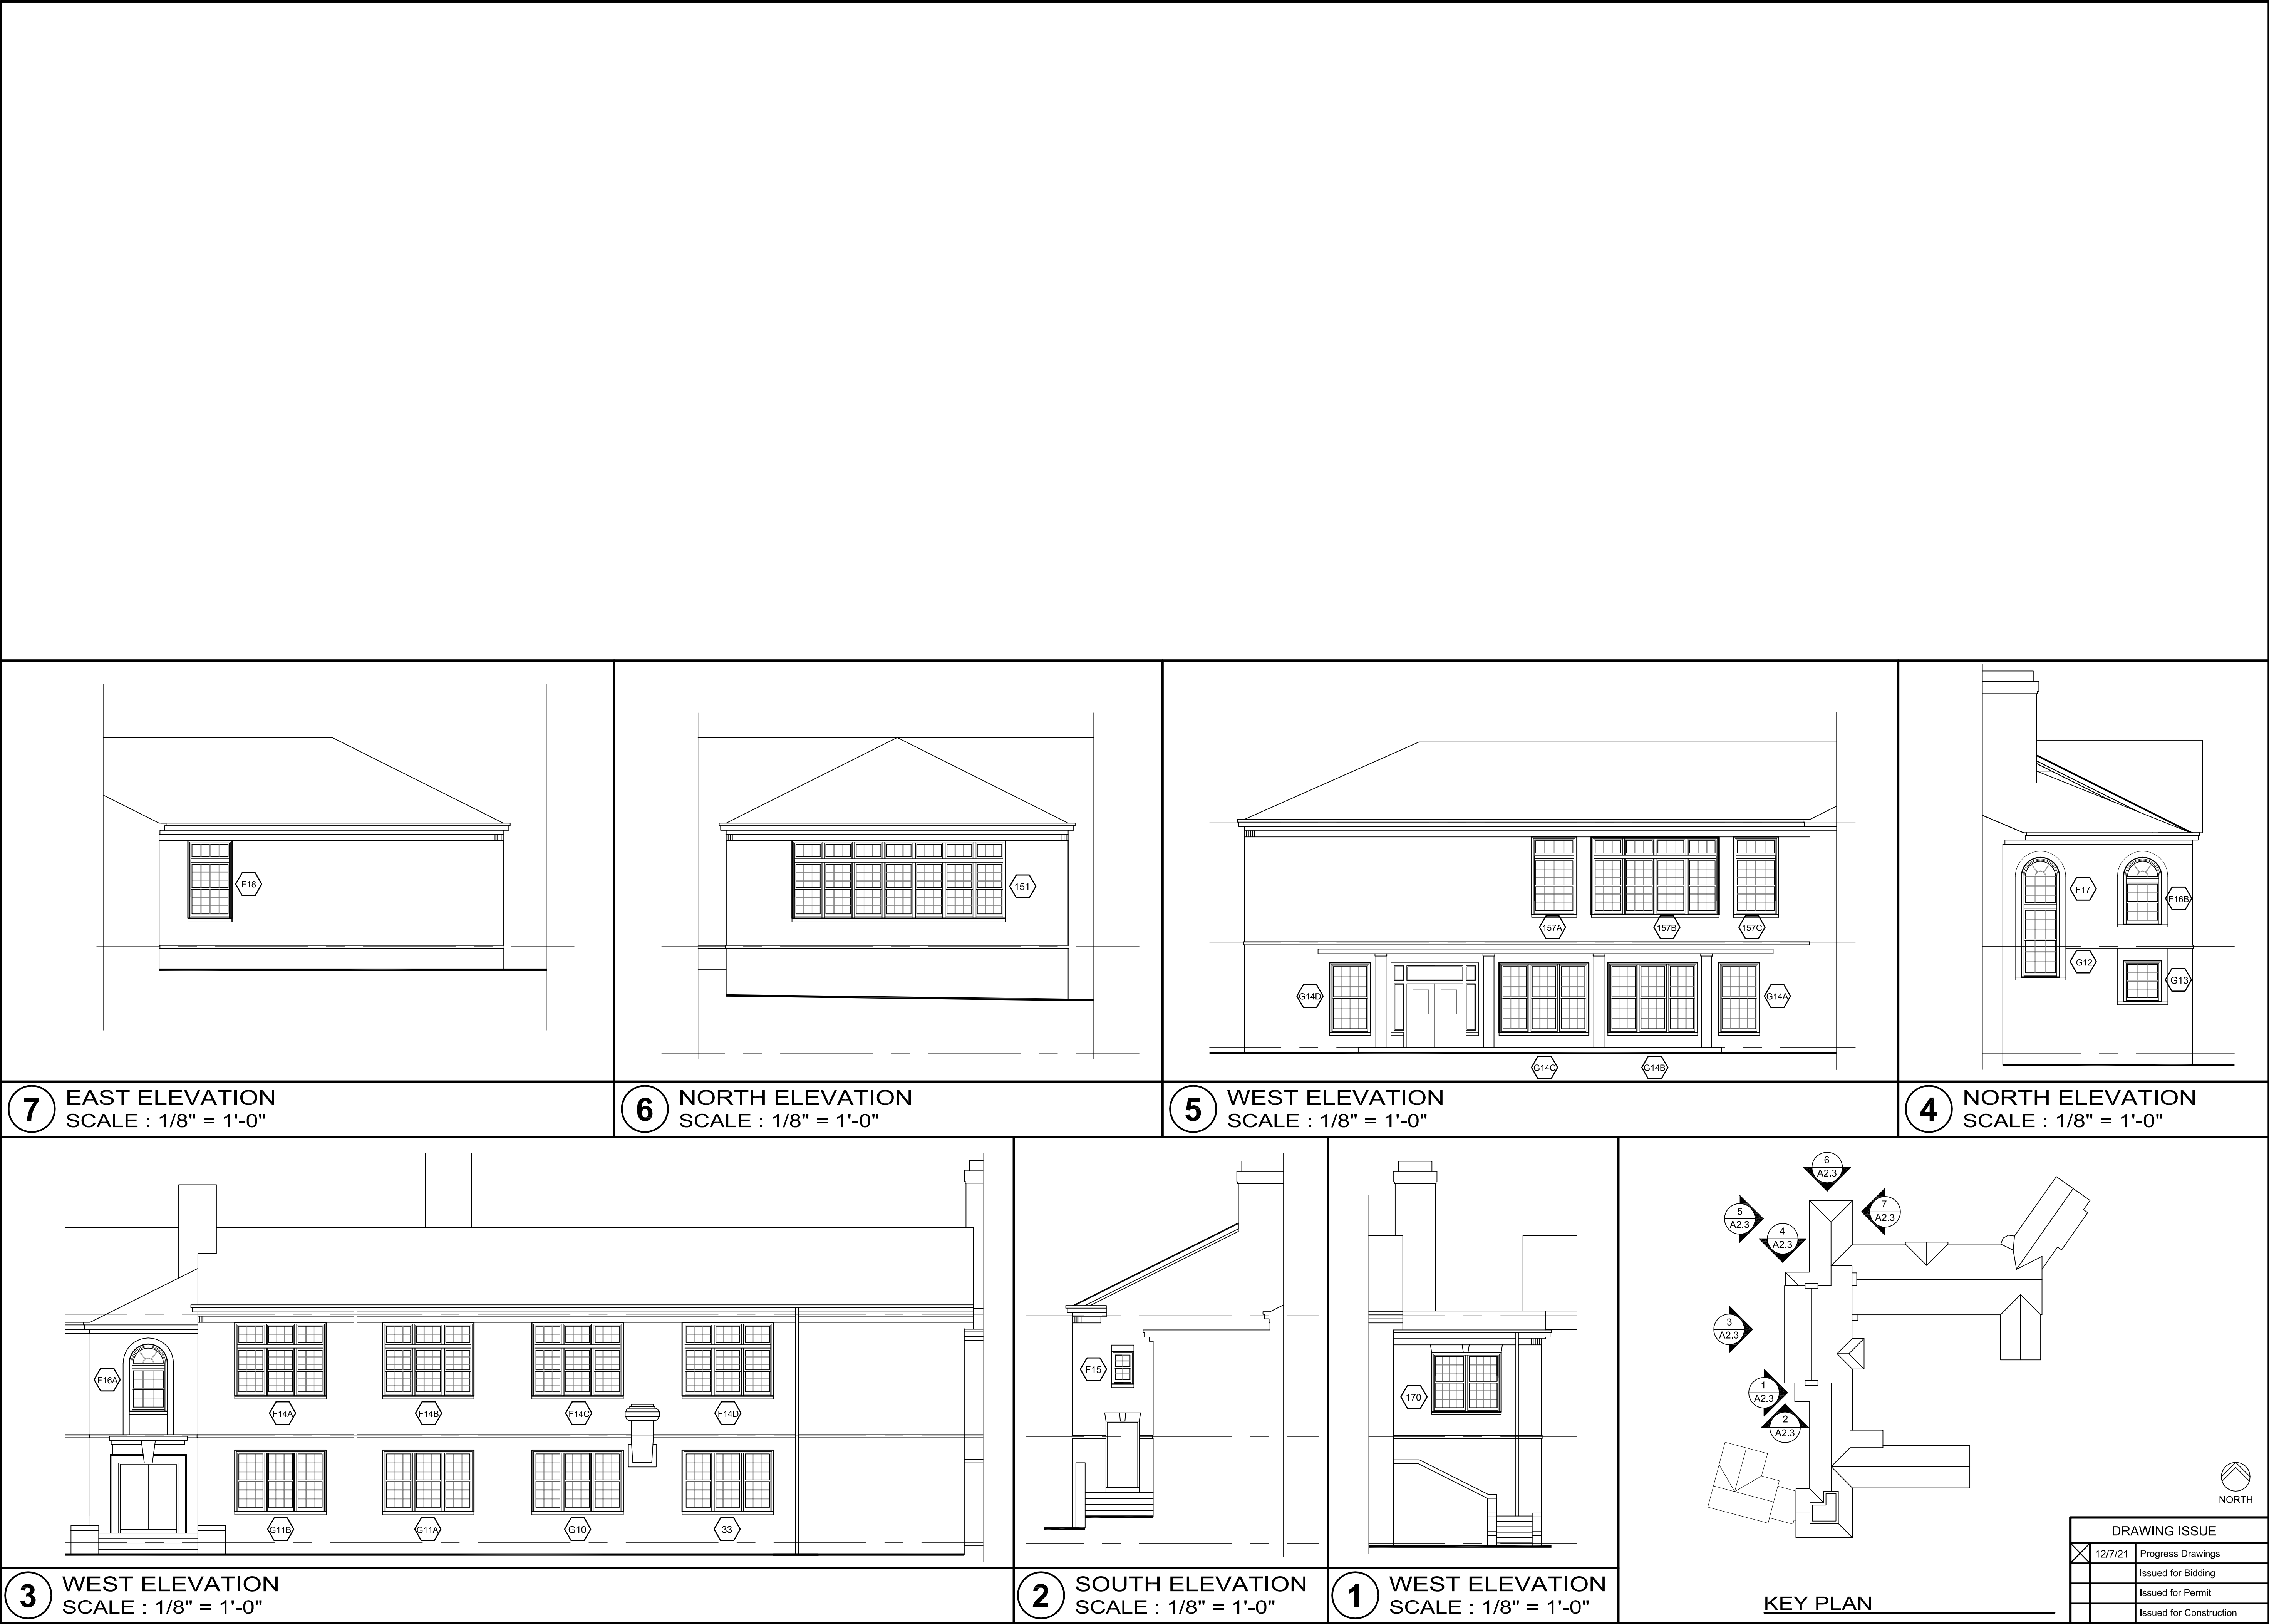 F18
151
157A
157B
157C
G14D
G14A
G14C
G14B
F17
F16B
G12
G13
7
EAST ELEVATION
SCALE : 1/8" = 1'-0"
6
NORTH ELEVATION
SCALE : 1/8" = 1'-0"
5
WEST ELEVATION
SCALE : 1/8" = 1'-0"
4
NORTH ELEVATION
SCALE : 1/8" = 1'-0"
F16A
F14A
F14B
F14C
F14D
G11B
G11A
G10
33
F15
170
6
A2.3
7
A2.3
5
A2.3
4
A2.3
3
A2.3
1
A2.3
2
A2.3
NORTH
KEY PLAN
3
WEST ELEVATION
SCALE : 1/8" = 1'-0"
2
SOUTH ELEVATION
SCALE : 1/8" = 1'-0"
1
WEST ELEVATION
SCALE : 1/8" = 1'-0"
DRAWING ISSUE
12/7/21 Progress Drawings
Issued for Bidding
Issued for Permit
Issued for Construction